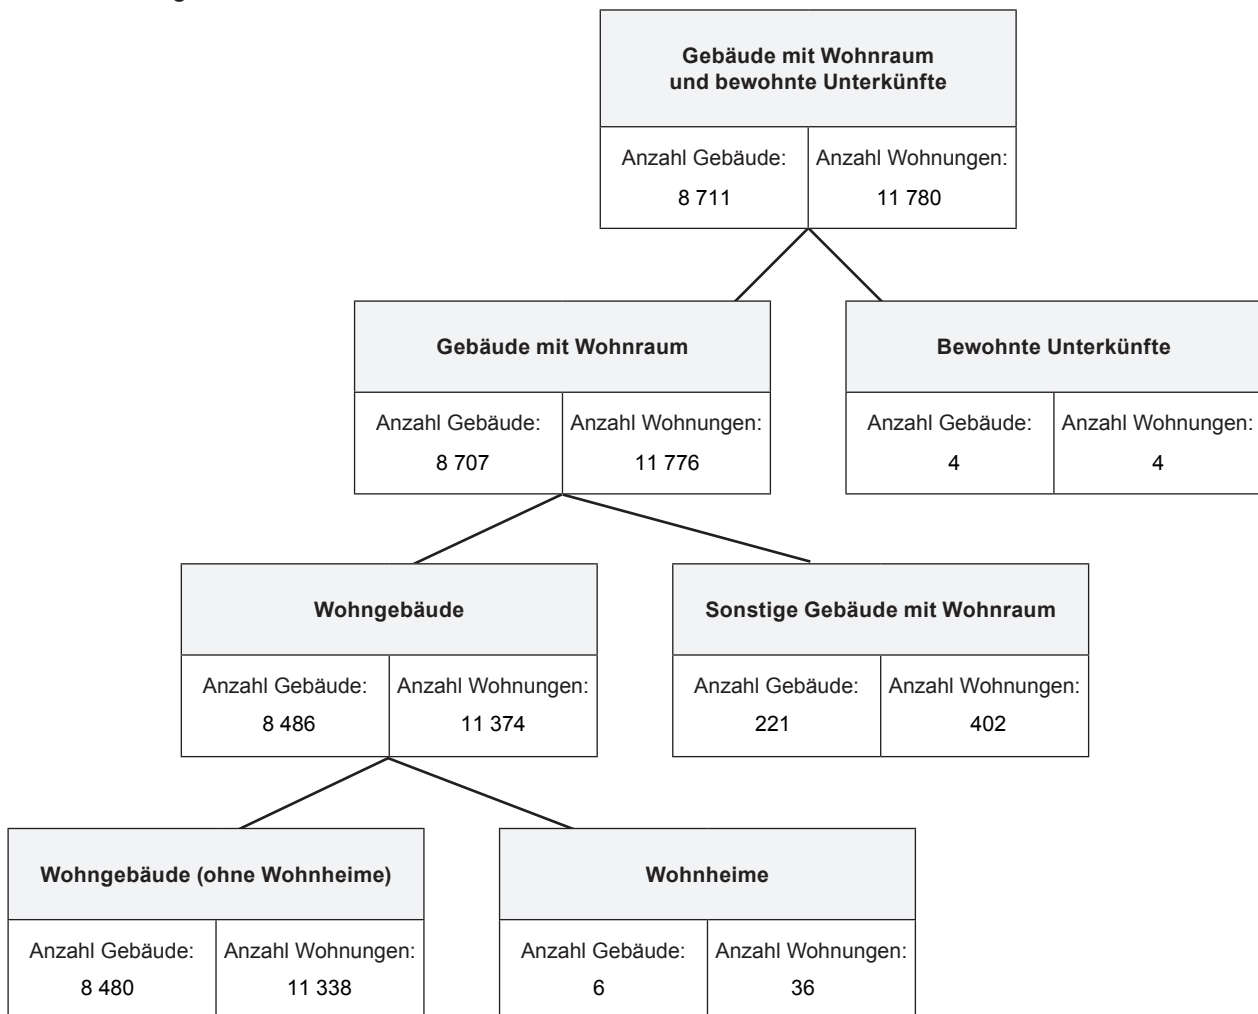 Gebäude mit Wohnraum
und bewohnte Unterkünfte
Anzahl Gebäude: Anzahl Wohnungen:
8 711 11 780
Gebäude mit Wohnraum Bewohnte Unterkünfte
Anzahl Gebäude: Anzahl Wohnungen: Anzahl Gebäude: Anzahl Wohnungen:
8 707 11 776 4 4
Wohngebäude Sonstige Gebäude mit Wohnraum
Anzahl Gebäude: Anzahl Wohnungen: Anzahl Gebäude: Anzahl Wohnungen:
8 486 11 374 221 402
Wohngebäude (ohne Wohnheime) Wohnheime
Anzahl Gebäude: Anzahl Wohnungen: Anzahl Gebäude: Anzahl Wohnungen:
8 480 11 338 6 36